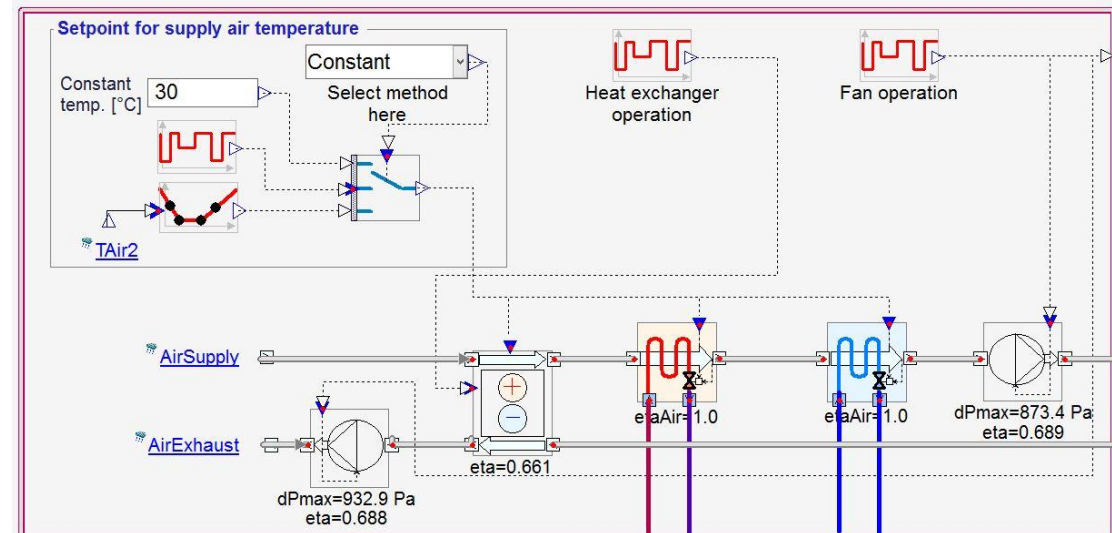 Setpoint for supply air temperature
Constant
Constant
temp. [°C]
30
Select method
here
Heat exchanger
operation
Fan operation
TAir2
AirSupply
AirExhaust
etaAir=1.0
etaAir=1.0
dPmax=873.4 Pa
eta=0.689
eta=0.661
dPmax=932.9 Pa
eta=0.688